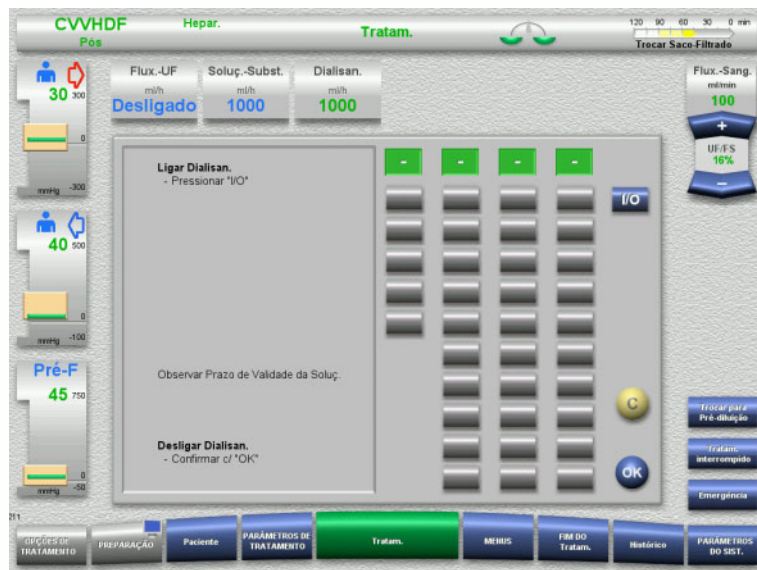 CVVHDF Hepar. Tratam. 120 90 60 30 0 min
Pós Trocar Saco-Filtrado
Flux.-UF Soluç.-Subst. Dialisan. Flux.-Sang.
ml/h ml/h ml/h ml/min
Desligado 1000 1000 100
30 300
+
UF/FS
16%
−
0
mmHg -300
Ligar Dialisan.
- Pressionar "I/O"
- - - -
I/O
40 500
0
mmHg -100
Pré-F
45 750
0
mmHg -50
Observar Prazo de Validade da Soluç.
Desligar Dialisan.
- Confirmar c/ "OK"
C
OK
Trocar para
Pré-diluição
Tratam.
interrompido
Emergência
211
OPÇÕES DE
TRATAMENTO
PREPARAÇÃO
Paciente
PARÂMETROS DE
TRATAMENTO
Tratam.
MENUS
FIM DO
Tratam.
Histórico
PARÂMETROS
DO SIST.